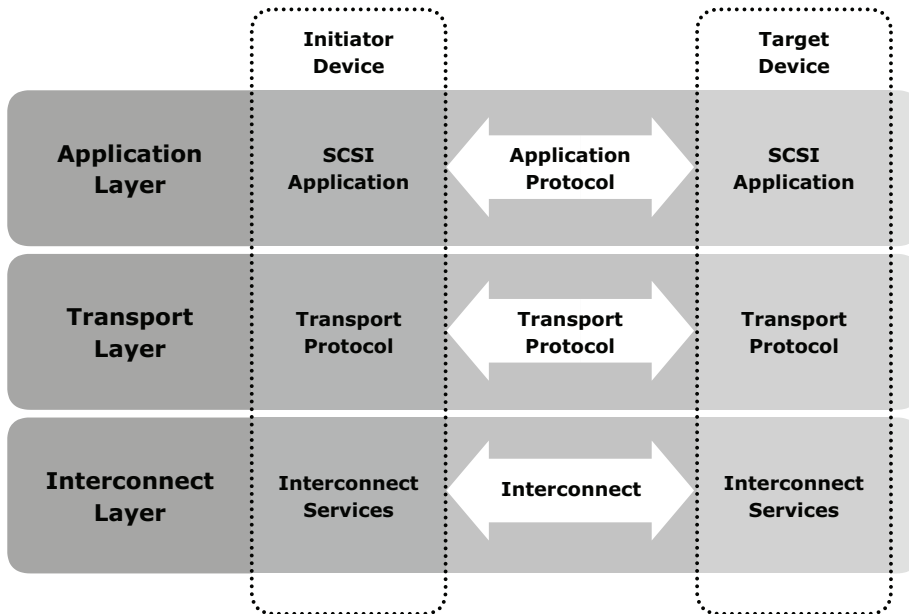 Initiator
Device
Target
Device
Application
Layer
SCSI
Application
Application
Protocol
SCSI
Application
Transport
Layer
Transport
Protocol
Transport
Protocol
Transport
Protocol
Interconnect
Layer
Interconnect
Services
Interconnect
Interconnect
Services